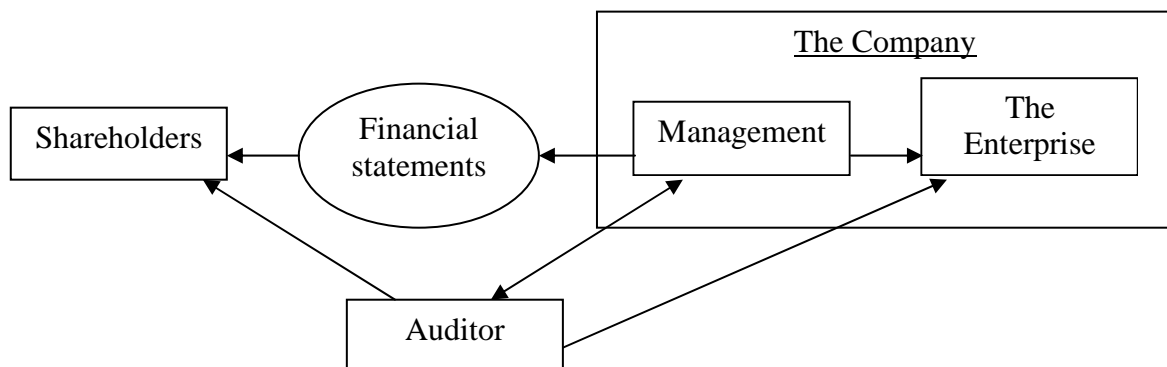 The Company
Shareholders
Financial
statements
Management
The
Enterprise
Auditor